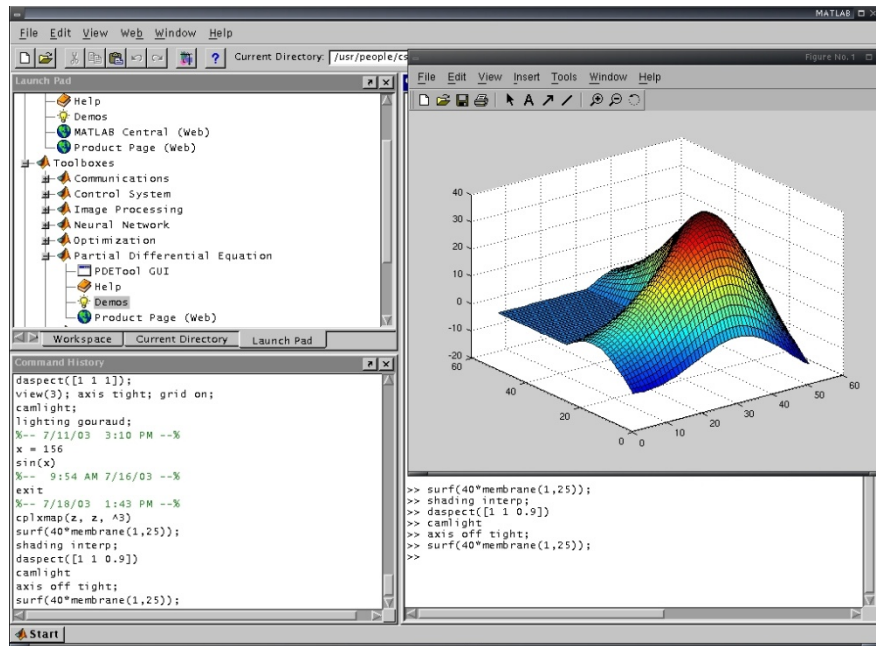 MATLAB
File Edit View Web Window Help
Current Directory: /usr/people/cs
Launch Pad
Help
Demos
MATLAB Central (Web)
Product Page (Web)
Toolboxes
Communications
Control System
Image Processing
Neural Network
Optimization
Partial Differential Equation
PDETool GUI
Help
Demos
Product Page (Web)
Workspace Current Directory Launch Pad
Command History
daspect([1 1 1]);
view(3); axis tight; grid on;
camlight;
lighting gouraud;
%-- 7/11/03 3:10 PM --%
x = 156
sin(x)
%-- 9:54 AM 7/16/03 --%
exit
%-- 7/18/03 1:43 PM --%
cplxmap(z, z, ^3)
surf(40*membrane(1,25));
shading interp;
daspect([1 1 0.9])
camlight
axis off tight;
surf(40*membrane(1,25));
Figure No. 1
File Edit View Insert Tools Window Help
A
40
30
20
10
0
-10
-20
60
40
20
0
0
10
20
30
40
50
60
>> surf(40*membrane(1,25));
>> shading interp;
>> daspect([1 1 0.9])
>> camlight
>> axis off tight;
>> surf(40*membrane(1,25));
>>
Start